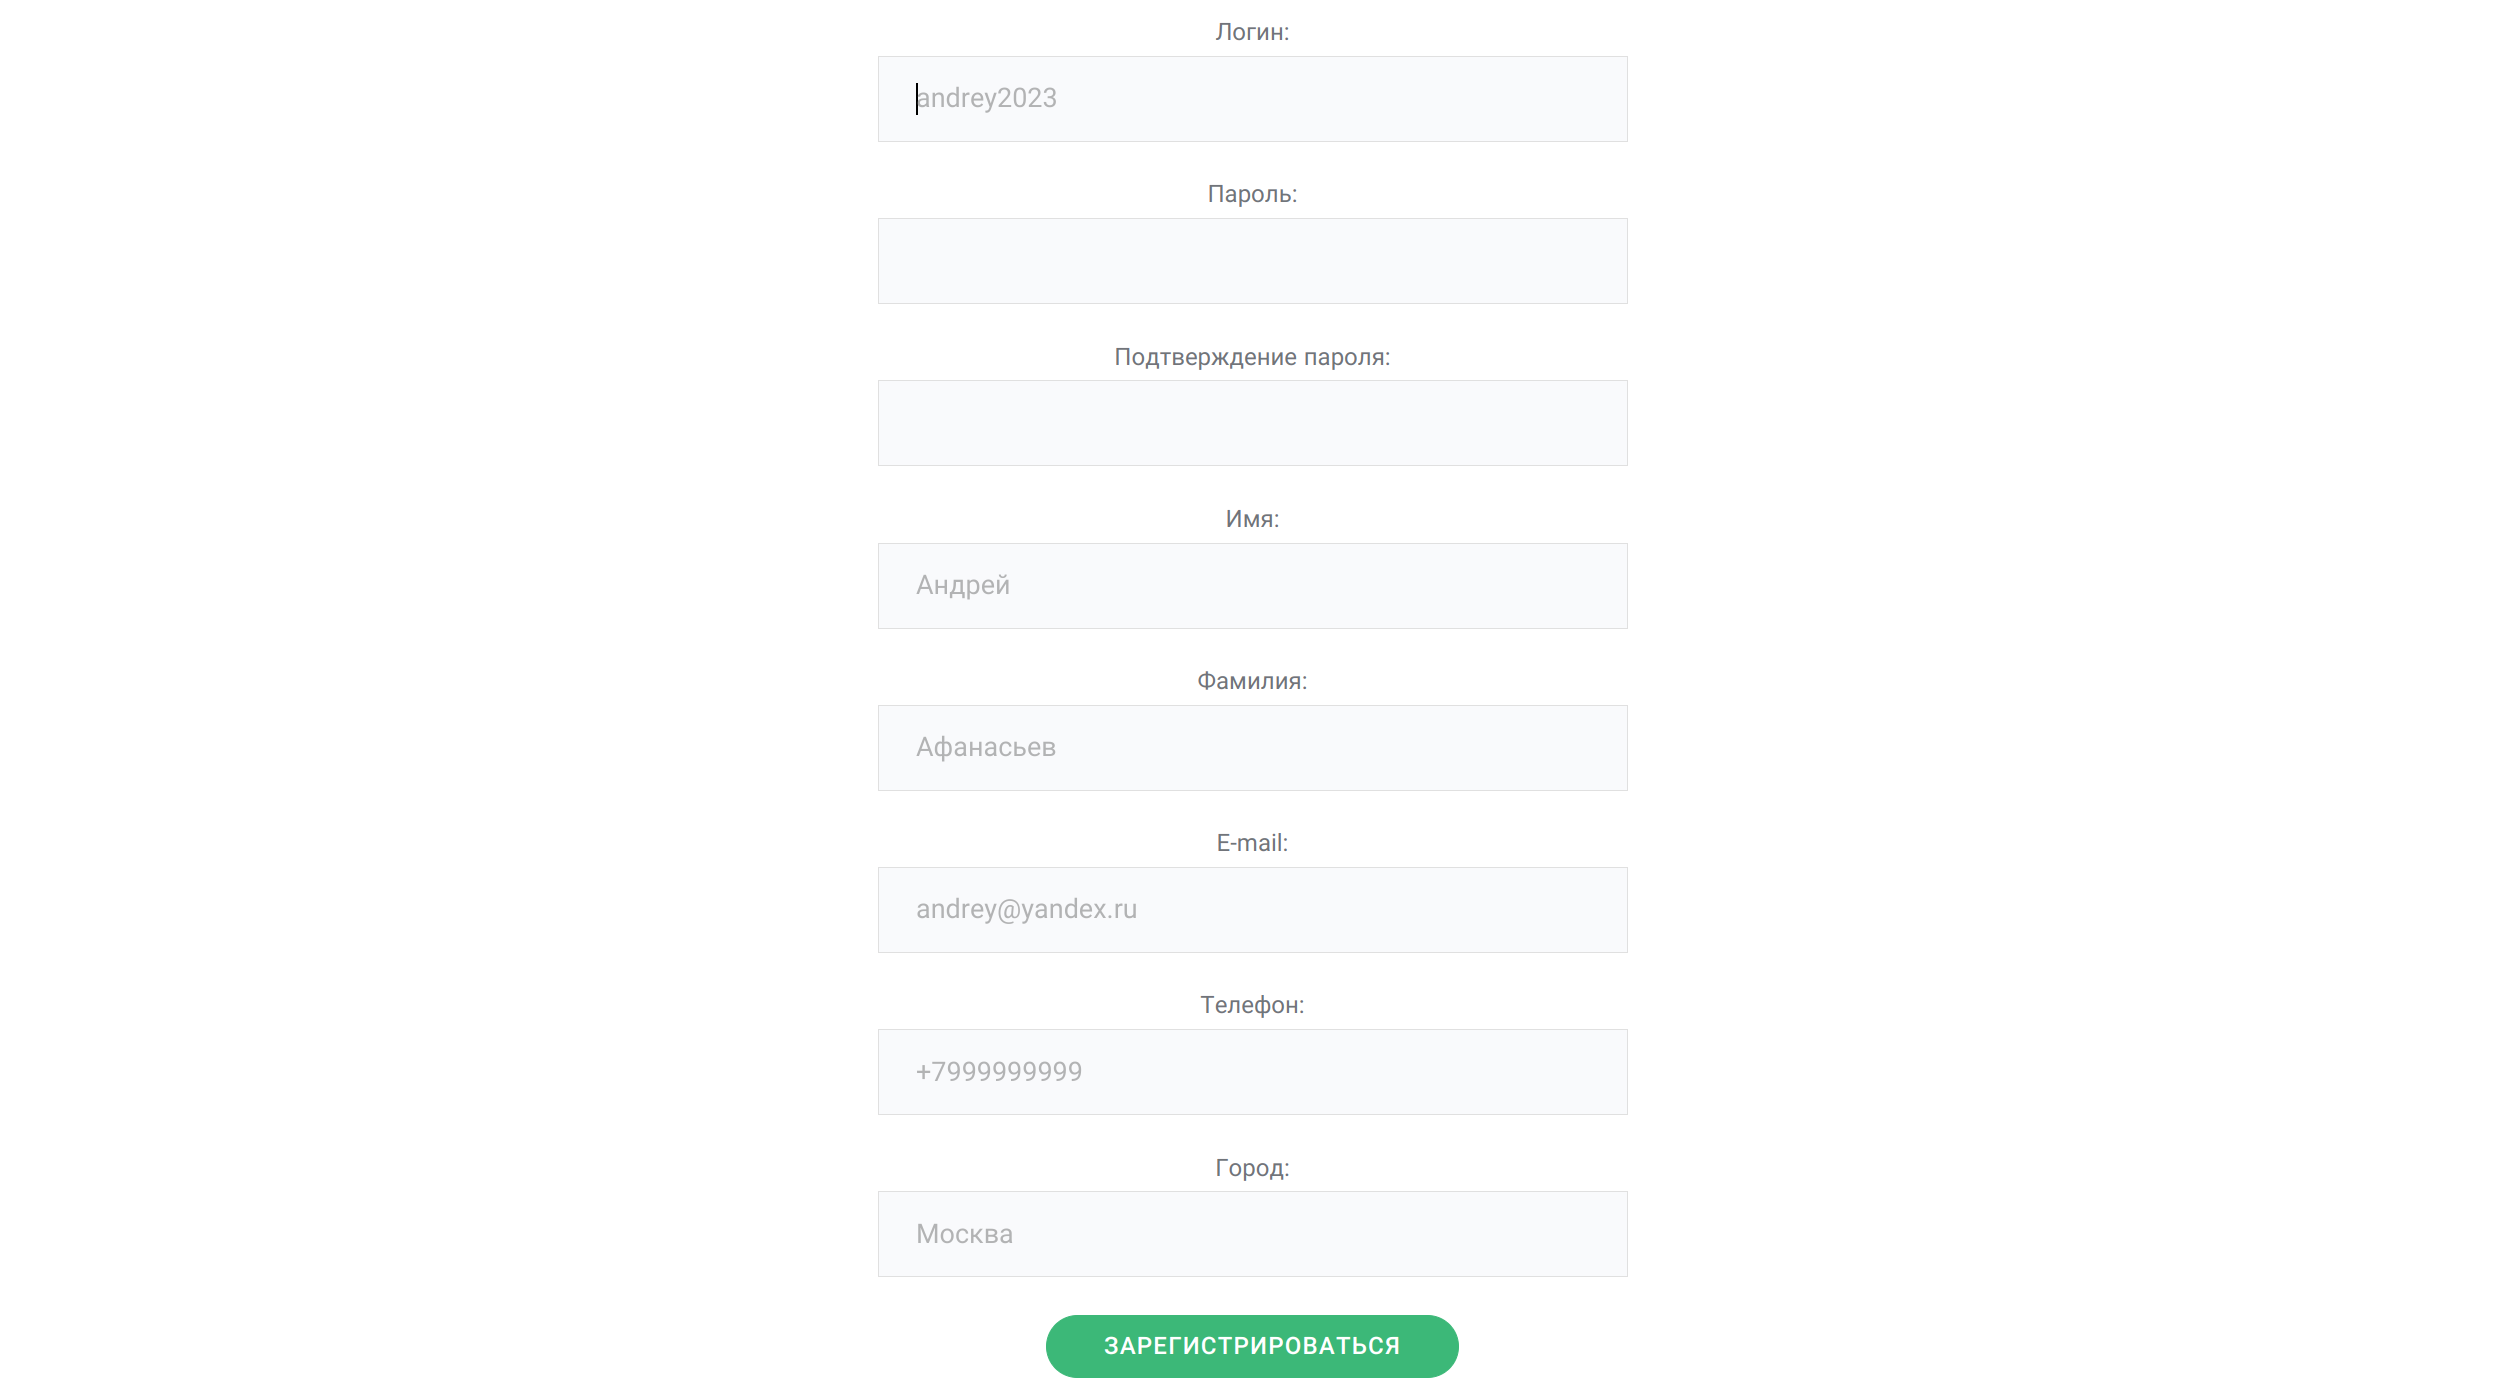 Логин:
andrey2023
Пароль:
Подтверждение пароля:
Имя:
Андрей
Фамилия:
Афанасьев
E-mail:
andrey@yandex.ru
Телефон:
+7999999999
Город:
Москва
ЗАРЕГИСТРИРОВАТЬСЯ